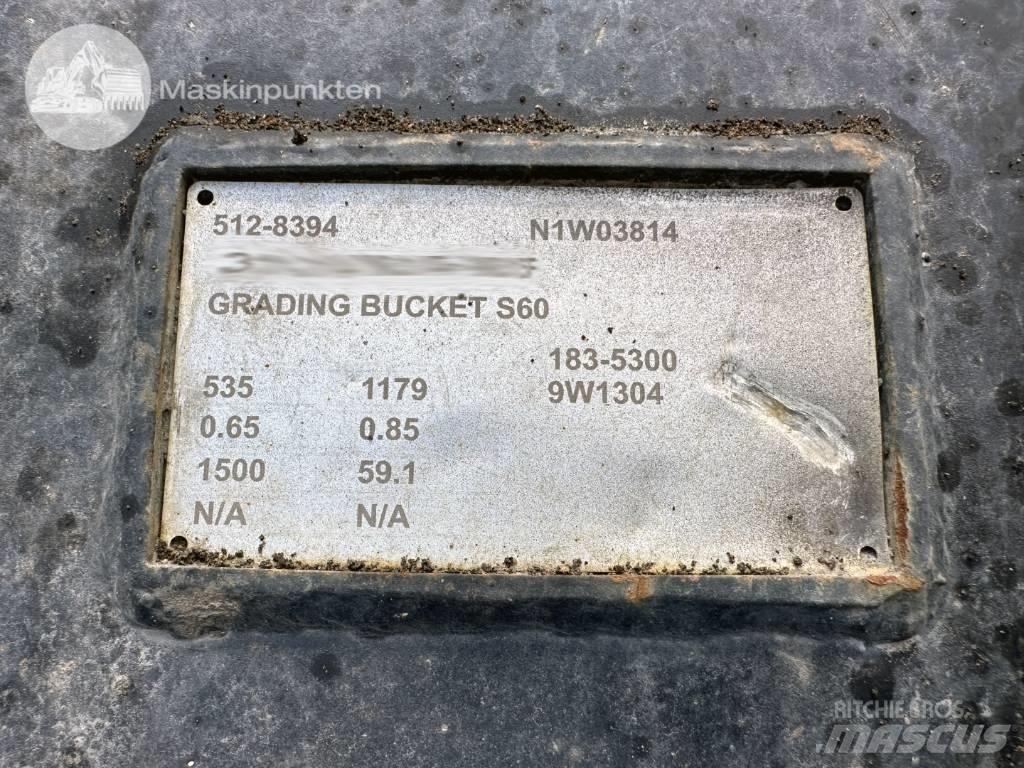 Maskinpunkten
512-8394 N1W03814
GRADING BUCKET S60
183-5300
535 1179 9W1304
0.65 0.85
1500 59.1
N/A N/A
RITCHIE BROS.
MASCUS